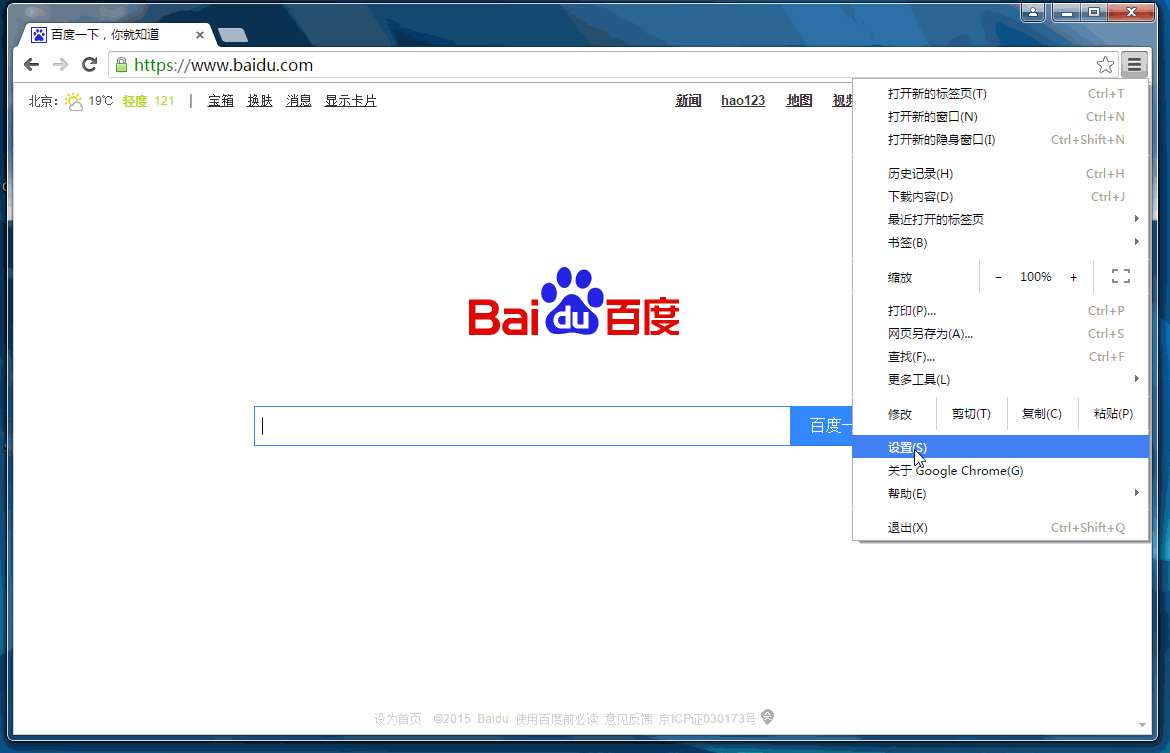 百度一下，你就知道
https://www.baidu.com
北京： 19℃ 轻度 121 | 宝箱 换肤 消息 显示卡片
新闻 hao123 地图 视频
Bai du 百度
百度一
打开新的标签页(T) Ctrl+T
打开新的窗口(N) Ctrl+N
打开新的隐身窗口(I) Ctrl+Shift+N
历史记录(H) Ctrl+H
下载内容(D) Ctrl+J
最近打开的标签页
书签(B)
缩放 - 100% +
打印(P)... Ctrl+P
网页另存为(A)... Ctrl+S
查找(F)... Ctrl+F
更多工具(L)
修改 剪切(T) 复制(C) 粘贴(P)
设置(S)
关于 Google Chrome(G)
帮助(E)
退出(X) Ctrl+Shift+Q
设为首页 ©2015 Baidu 使用百度前必读 意见反馈 京ICP证030173号